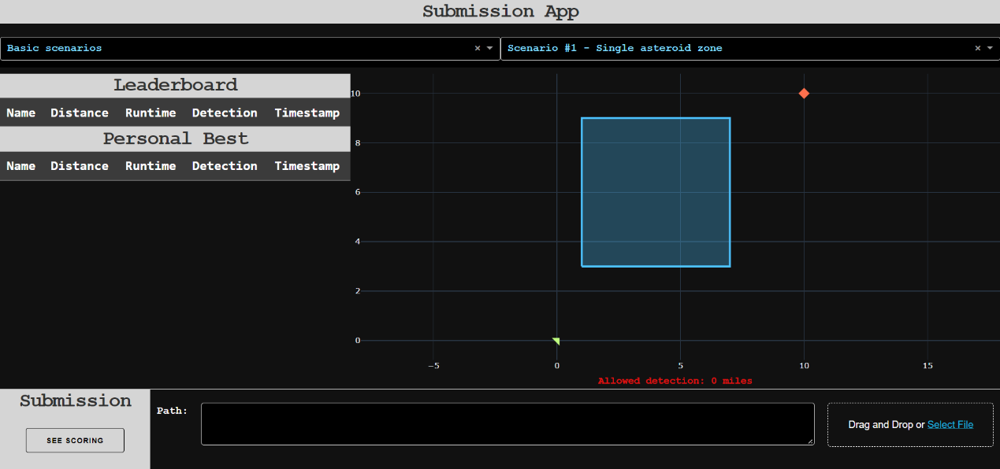 Submission App
Basic scenarios × Scenario #1 - Single asteroid zone ×
Leaderboard
Name Distance Runtime Detection Timestamp
Personal Best
Name Distance Runtime Detection Timestamp
10
8
6
4
2
0
−5 0 5 10 15
Allowed detection: 0 miles
Submission
SEE SCORING
Path:
Drag and Drop or Select File